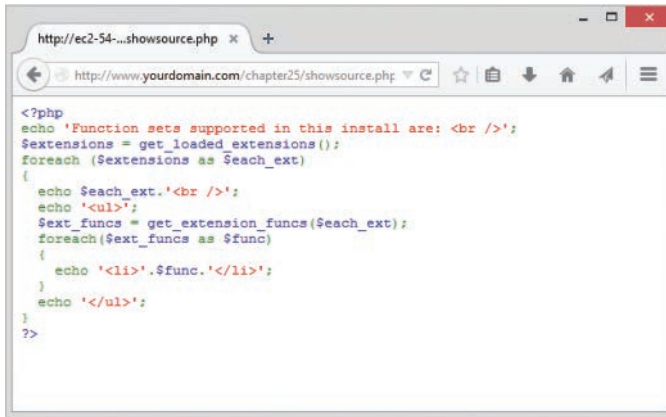 http://ec2-54-...showsource.php × +
http://www.yourdomain.com/chapter25/showsource.php
<?php
echo 'Function sets supported in this install are: <br />';
$extensions = get_loaded_extensions();
foreach ($extensions as $each_ext)
{
  echo $each_ext.'<br />';
  echo '<ul>';
  $ext_funcs = get_extension_funcs($each_ext);
  foreach($ext_funcs as $func)
  {
    echo '<li>'.$func.'</li>';
  }
  echo '</ul>';
}
?>